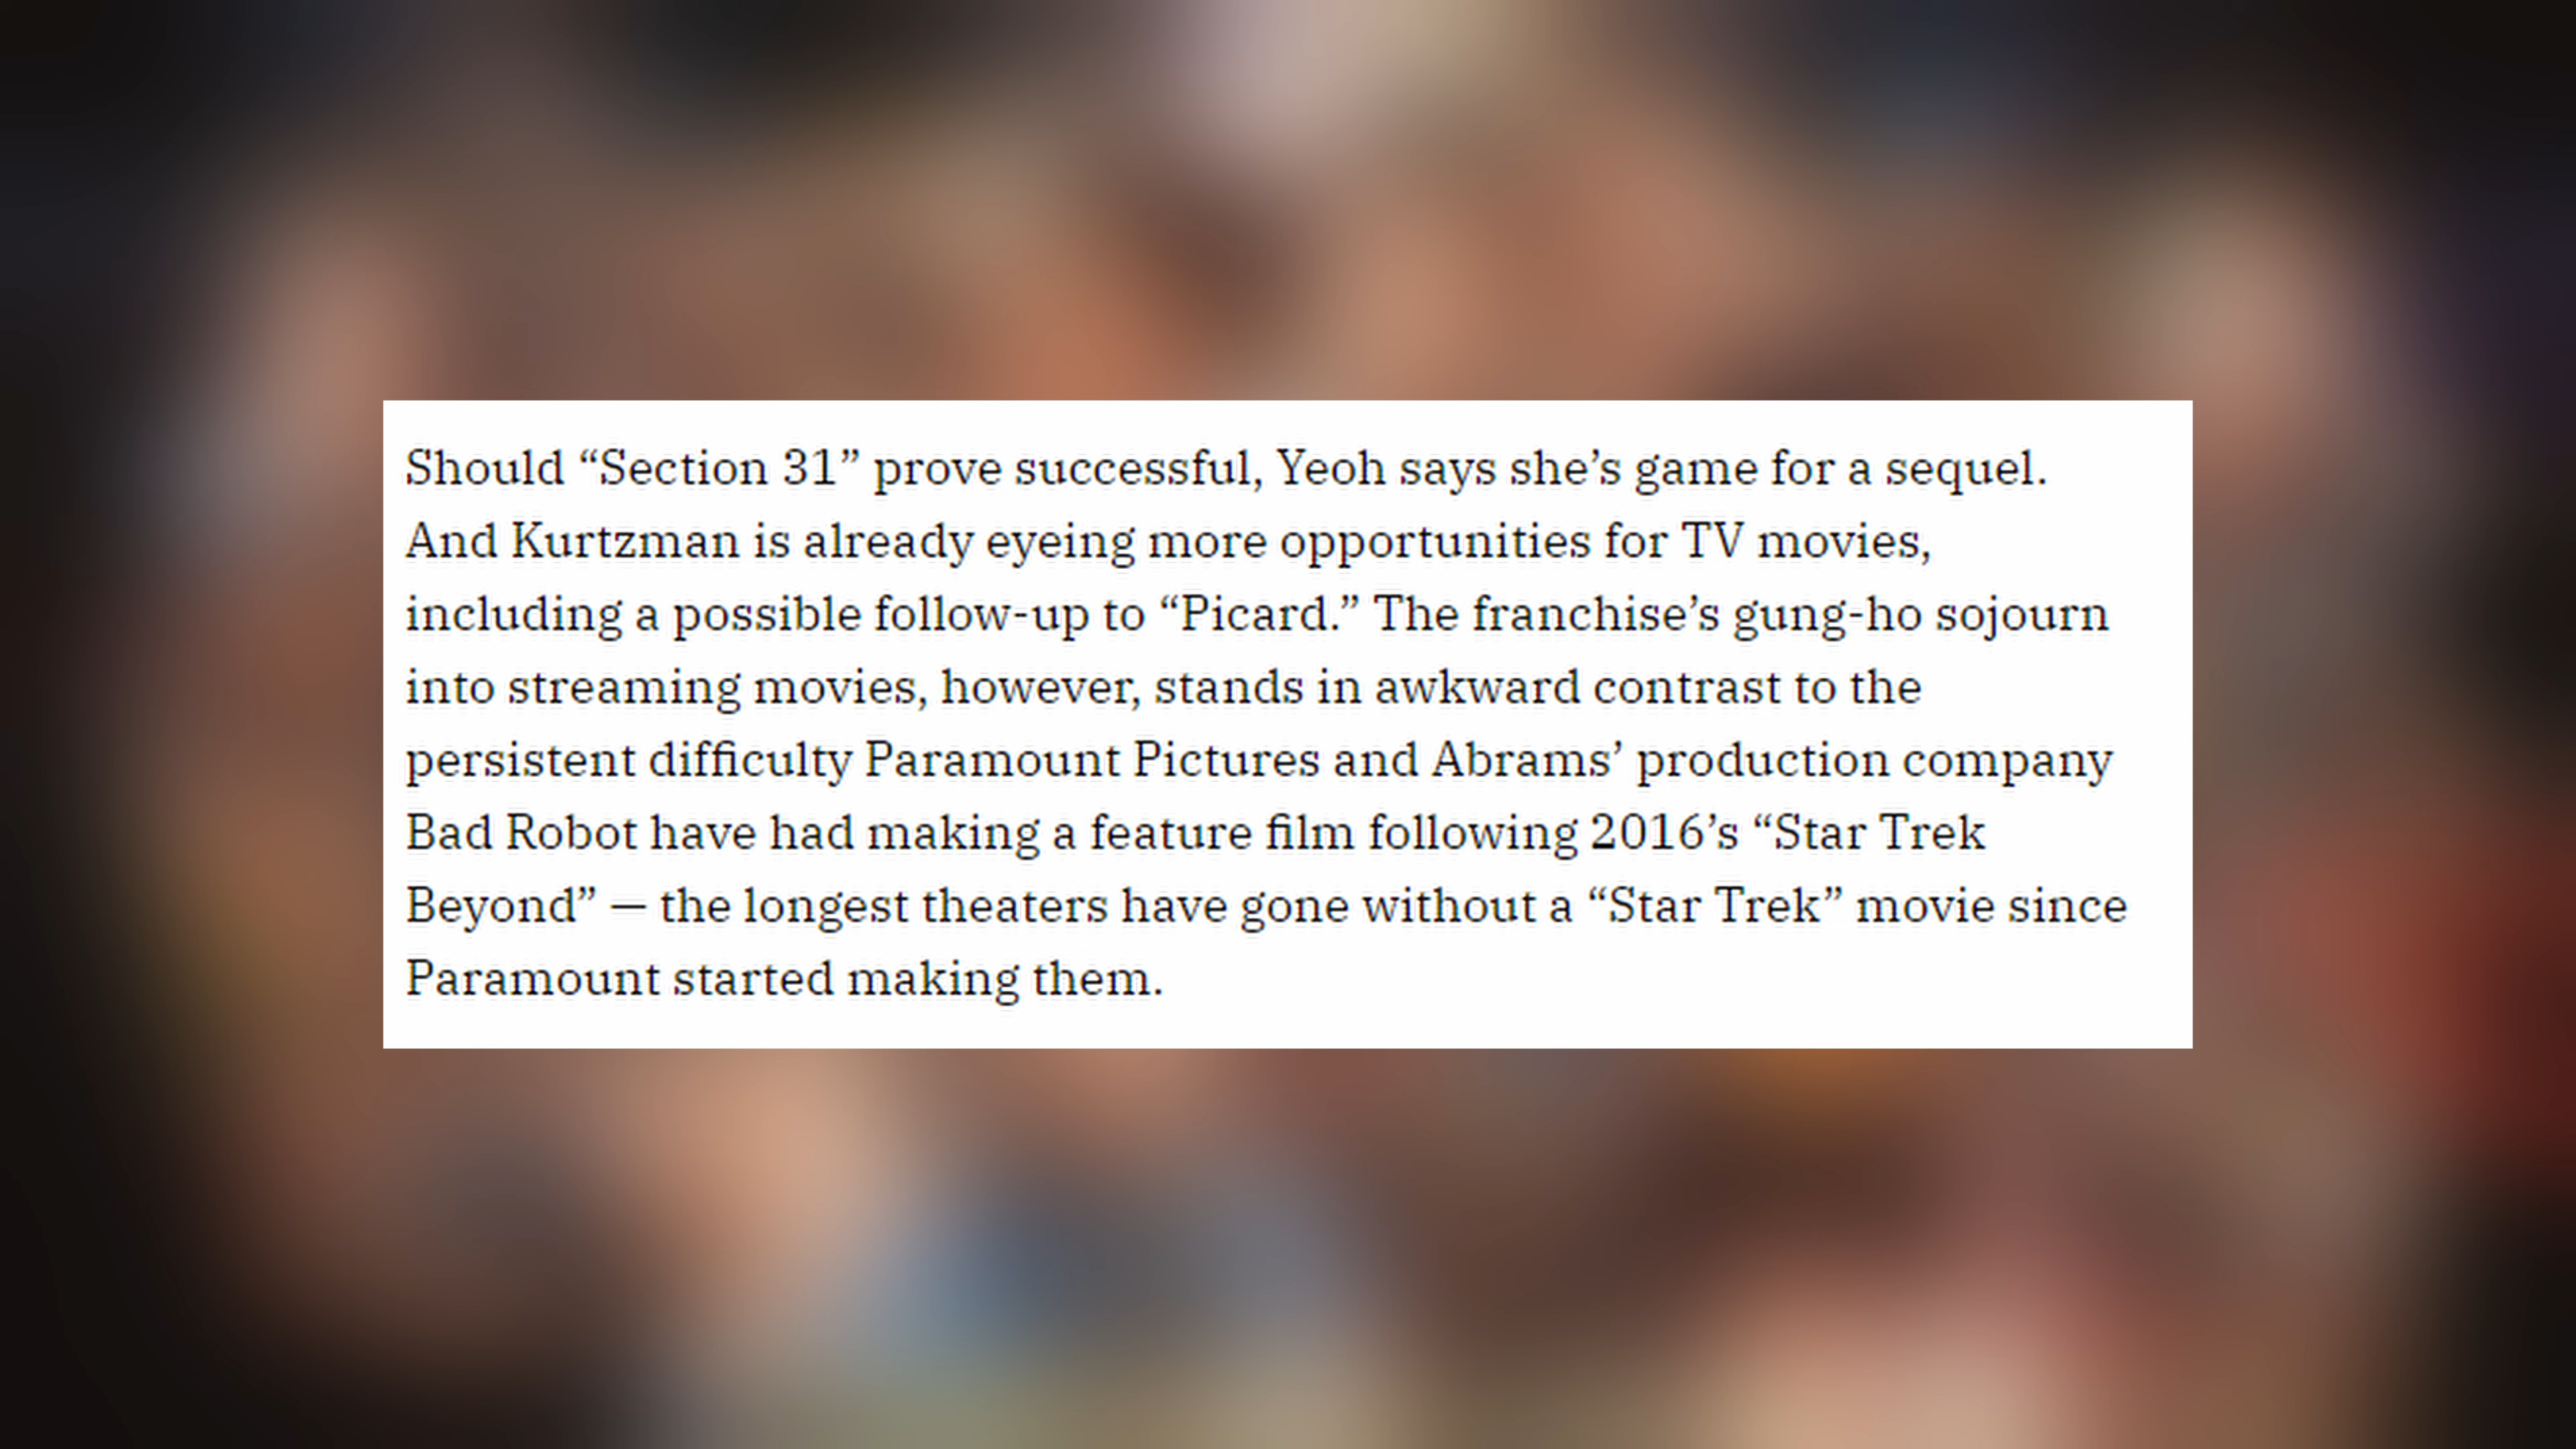 Should “Section 31” prove successful, Yeoh says she’s game for a sequel.
And Kurtzman is already eyeing more opportunities for TV movies,
including a possible follow-up to “Picard.” The franchise’s gung-ho sojourn
into streaming movies, however, stands in awkward contrast to the
persistent difficulty Paramount Pictures and Abrams’ production company
Bad Robot have had making a feature film following 2016’s “Star Trek
Beyond” — the longest theaters have gone without a “Star Trek” movie since
Paramount started making them.